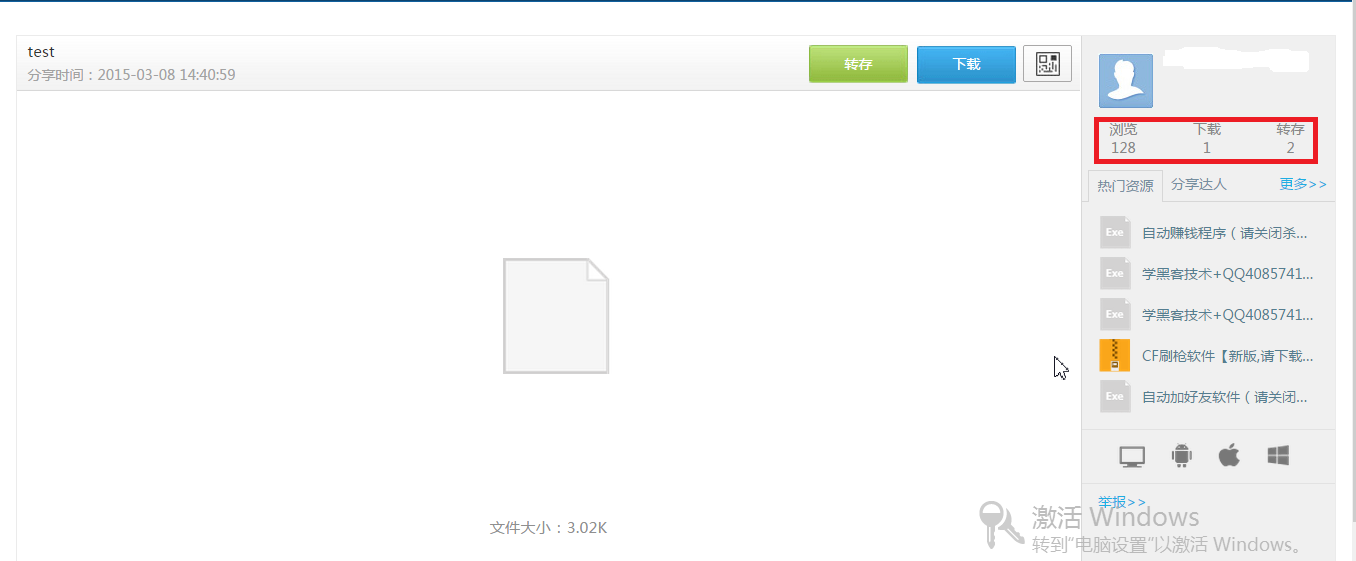 test
分享时间：2015-03-08 14:40:59
转存
下载
浏览 下载 转存
128 1 2
热门资源 分享达人 更多>>
Exe 自动赚钱程序（请关闭杀...
Exe 学黑客技术+QQ4085741...
Exe 学黑客技术+QQ4085741...
CF刷枪软件【新版,请下载...
Exe 自动加好友软件（请关闭...
举报>>
文件大小：3.02K
激活 Windows
转到"电脑设置"以激活 Windows。